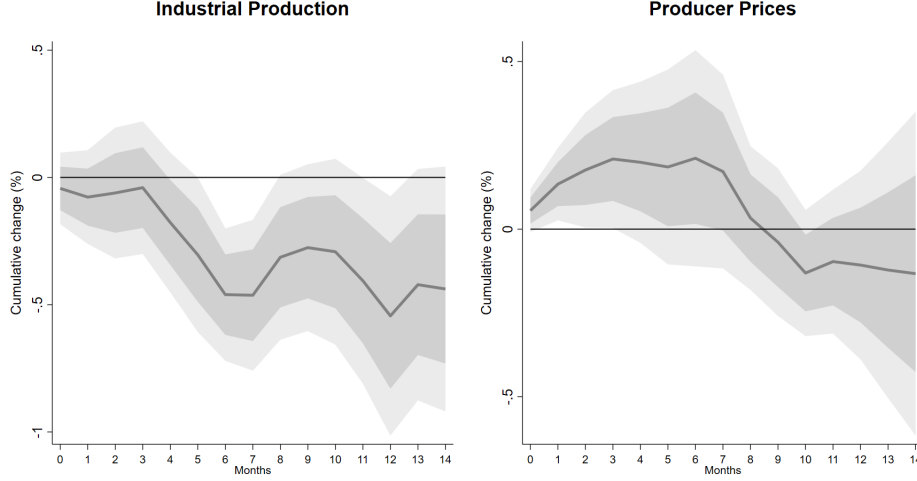 Industrial Production
Cumulative change (%)
.5
0
-.5
-1
0 1 2 3 4 5 6 7 8 9 10 11 12 13 14
Months
Producer Prices
Cumulative change (%)
.5
0
-.5
0 1 2 3 4 5 6 7 8 9 10 11 12 13 14
Months